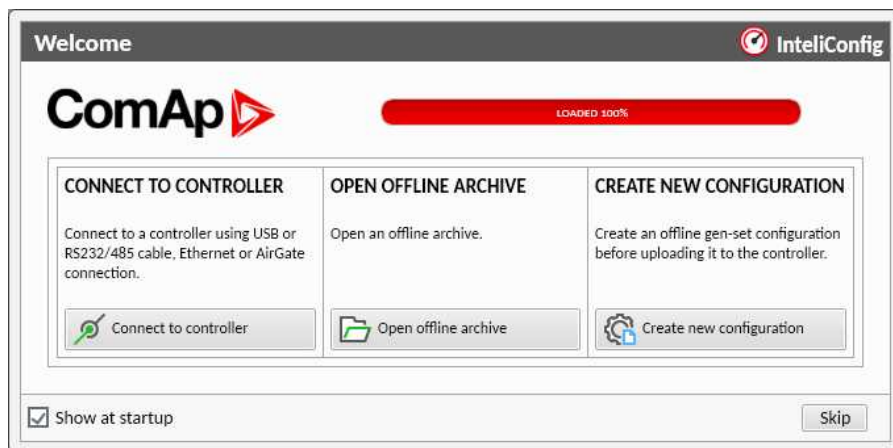 Welcome
InteliConfig
ComAp
LOADED 100%
CONNECT TO CONTROLLER
Connect to a controller using USB or
RS232/485 cable, Ethernet or AirGate
connection.
Connect to controller
OPEN OFFLINE ARCHIVE
Open an offline archive.
Open offline archive
CREATE NEW CONFIGURATION
Create an offline gen-set configuration
before uploading it to the controller.
Create new configuration
Show at startup
Skip